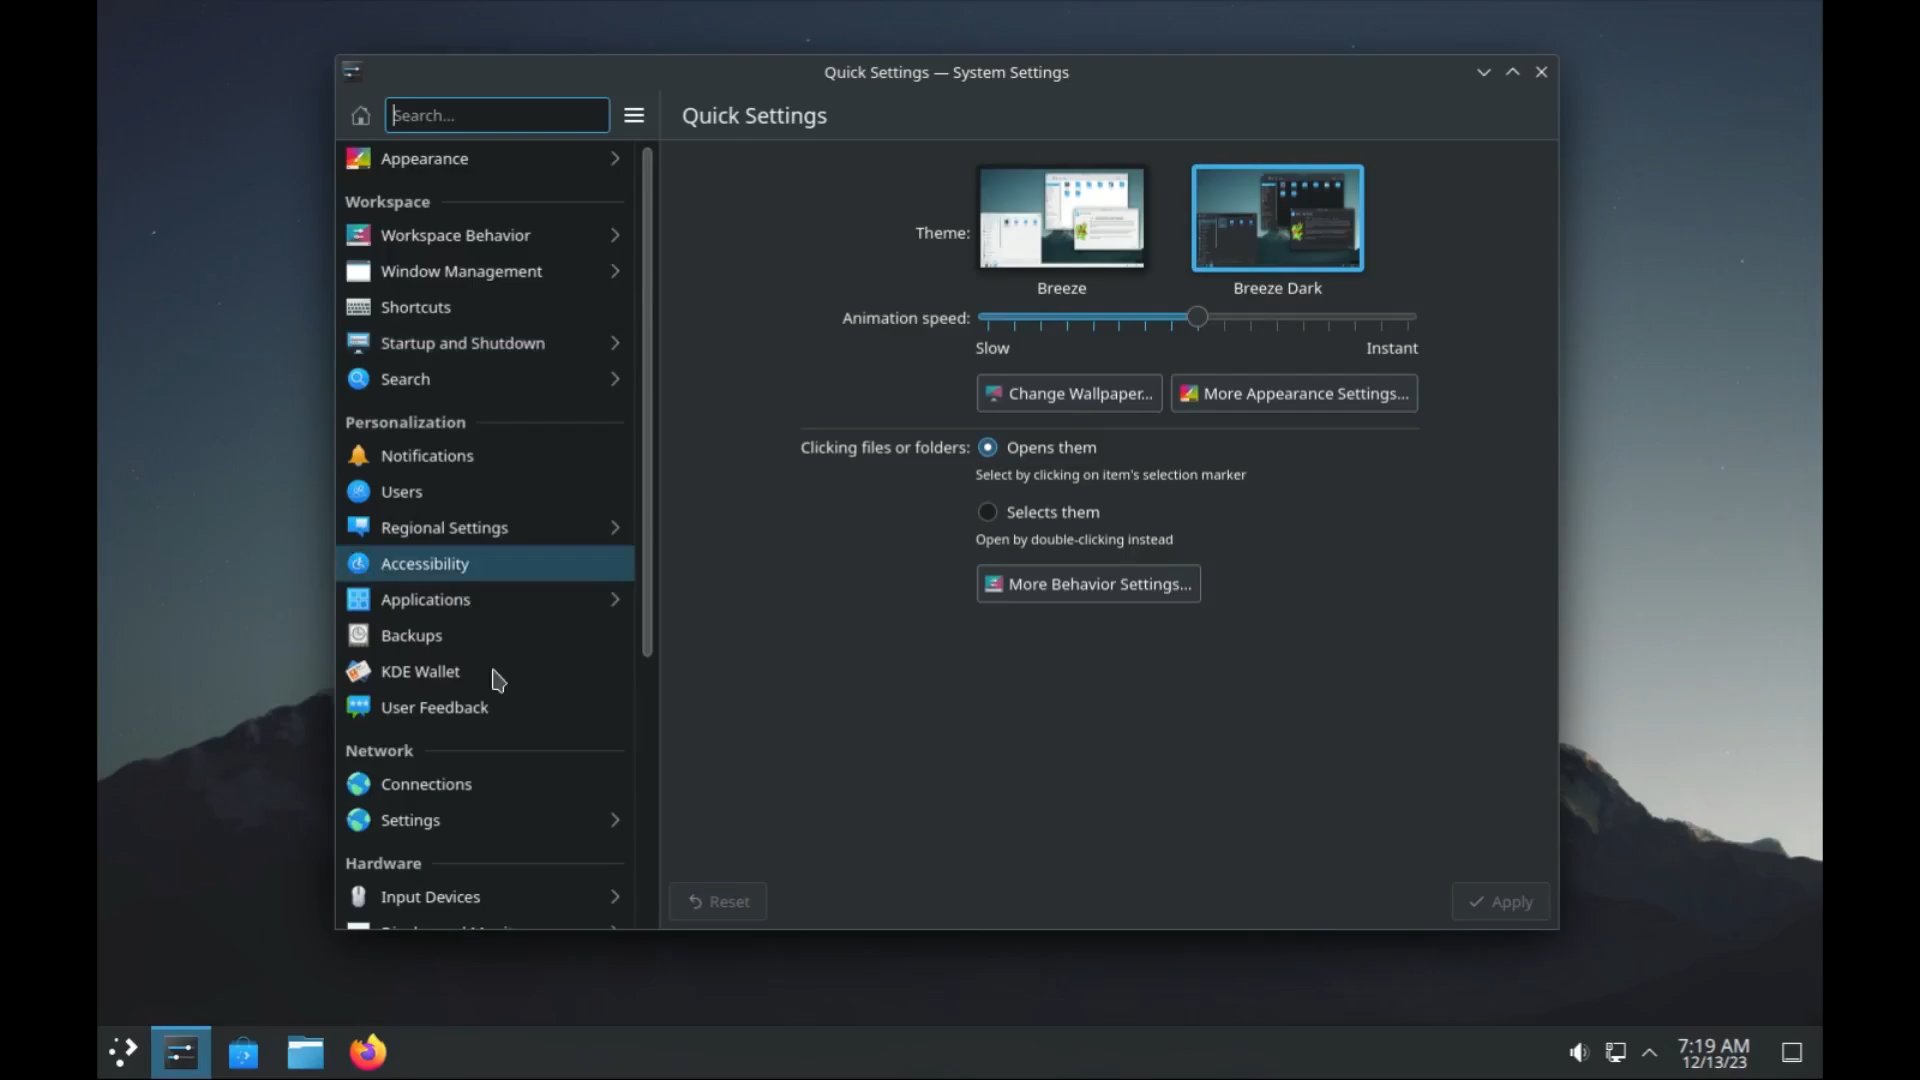 Quick Settings — System Settings
Search...
Quick Settings
Appearance
Workspace
Workspace Behavior
Window Management
Shortcuts
Startup and Shutdown
Search
Personalization
Notifications
Users
Regional Settings
Accessibility
Applications
Backups
KDE Wallet
User Feedback
Network
Connections
Settings
Hardware
Input Devices
Theme:
Breeze
Breeze Dark
Animation speed:
Slow
Instant
Change Wallpaper...
More Appearance Settings...
Clicking files or folders:
Opens them
Select by clicking on item's selection marker
Selects them
Open by double-clicking instead
More Behavior Settings...
Reset
Apply
7:19 AM
12/13/23